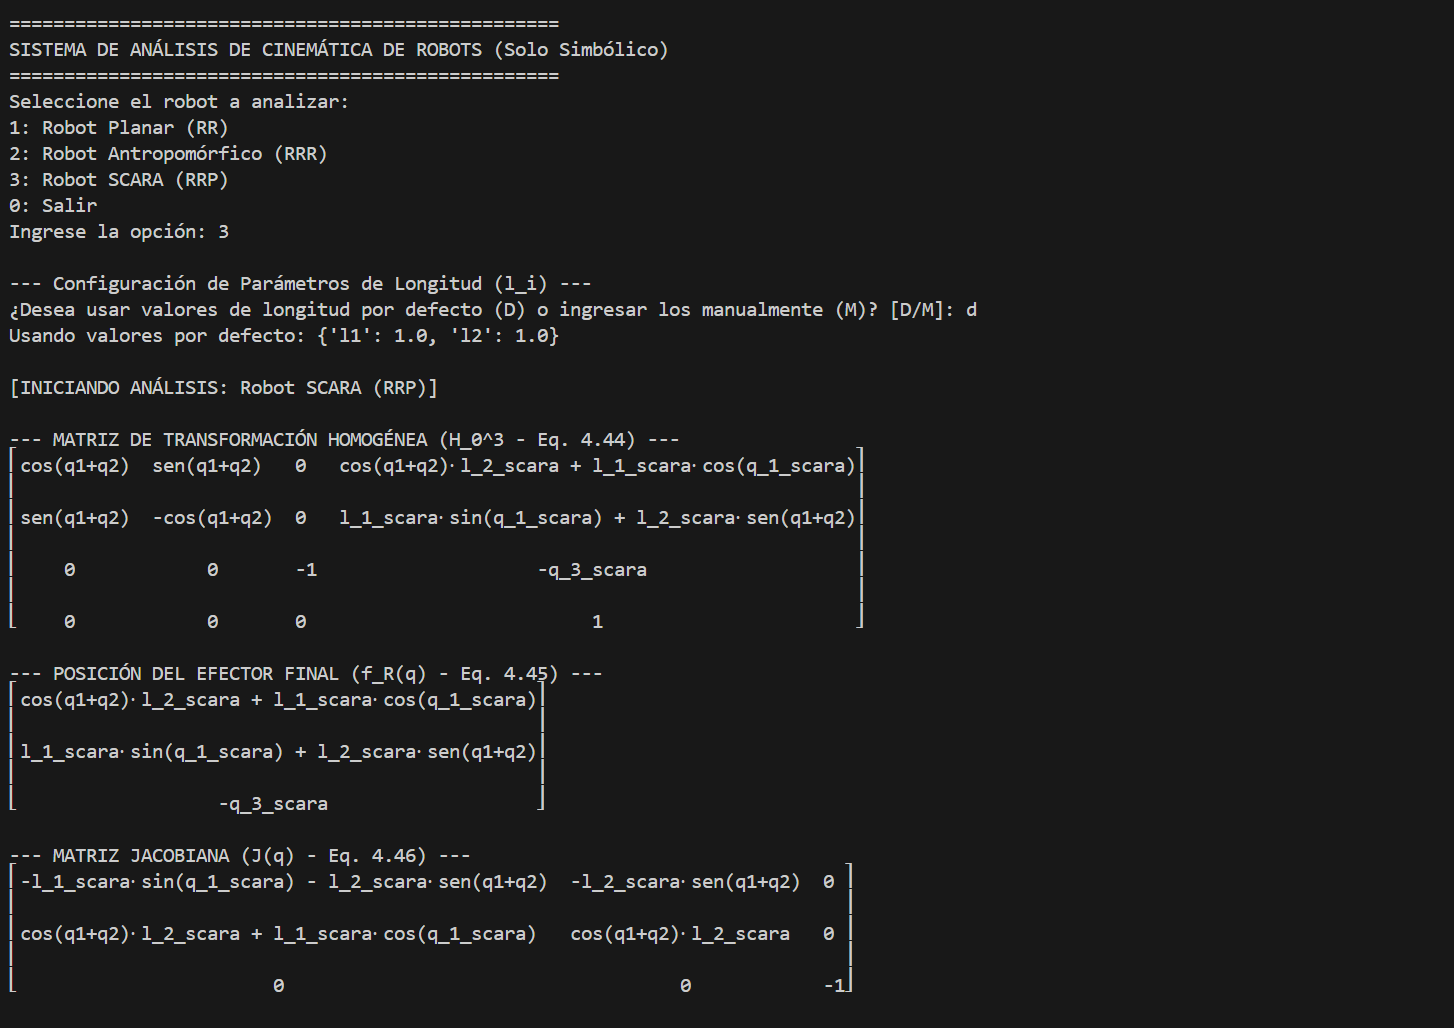 ==================================================
SISTEMA DE ANÁLISIS DE CINEMÁTICA DE ROBOTS (Solo Simbólico)
==================================================
Seleccione el robot a analizar:
1: Robot Planar (RR)
2: Robot Antropomórfico (RRR)
3: Robot SCARA (RRP)
0: Salir
Ingrese la opción: 3
--- Configuración de Parámetros de Longitud (l_i) ---
¿Desea usar valores de longitud por defecto (D) o ingresar los manualmente (M)? [D/M]: d
Usando valores por defecto: {'l1': 1.0, 'l2': 1.0}
[INICIANDO ANÁLISIS: Robot SCARA (RRP)]
--- MATRIZ DE TRANSFORMACIÓN HOMOGÉNEA (H_0^3 - Eq. 4.44) ---
⎡cos(q1+q2)  sen(q1+q2)   0   cos(q1+q2)⋅l_2_scara + l_1_scara⋅cos(q_1_scara)⎤
⎢sen(q1+q2)  -cos(q1+q2)  0   l_1_scara⋅sin(q_1_scara) + l_2_scara⋅sen(q1+q2)⎥
⎢    0            0       -1                    -q_3_scara                   ⎥
⎣    0            0       0                          1                       ⎦
--- POSICIÓN DEL EFECTOR FINAL (f_R(q) - Eq. 4.45) ---
⎡cos(q1+q2)⋅l_2_scara + l_1_scara⋅cos(q_1_scara)⎤
⎢l_1_scara⋅sin(q_1_scara) + l_2_scara⋅sen(q1+q2)⎥
⎣                  -q_3_scara                   ⎦
--- MATRIZ JACOBIANA (J(q) - Eq. 4.46) ---
⎡-l_1_scara⋅sin(q_1_scara) - l_2_scara⋅sen(q1+q2)  -l_2_scara⋅sen(q1+q2)  0 ⎤
⎢cos(q1+q2)⋅l_2_scara + l_1_scara⋅cos(q_1_scara)   cos(q1+q2)⋅l_2_scara   0 ⎥
⎣                       0                                    0            -1⎦